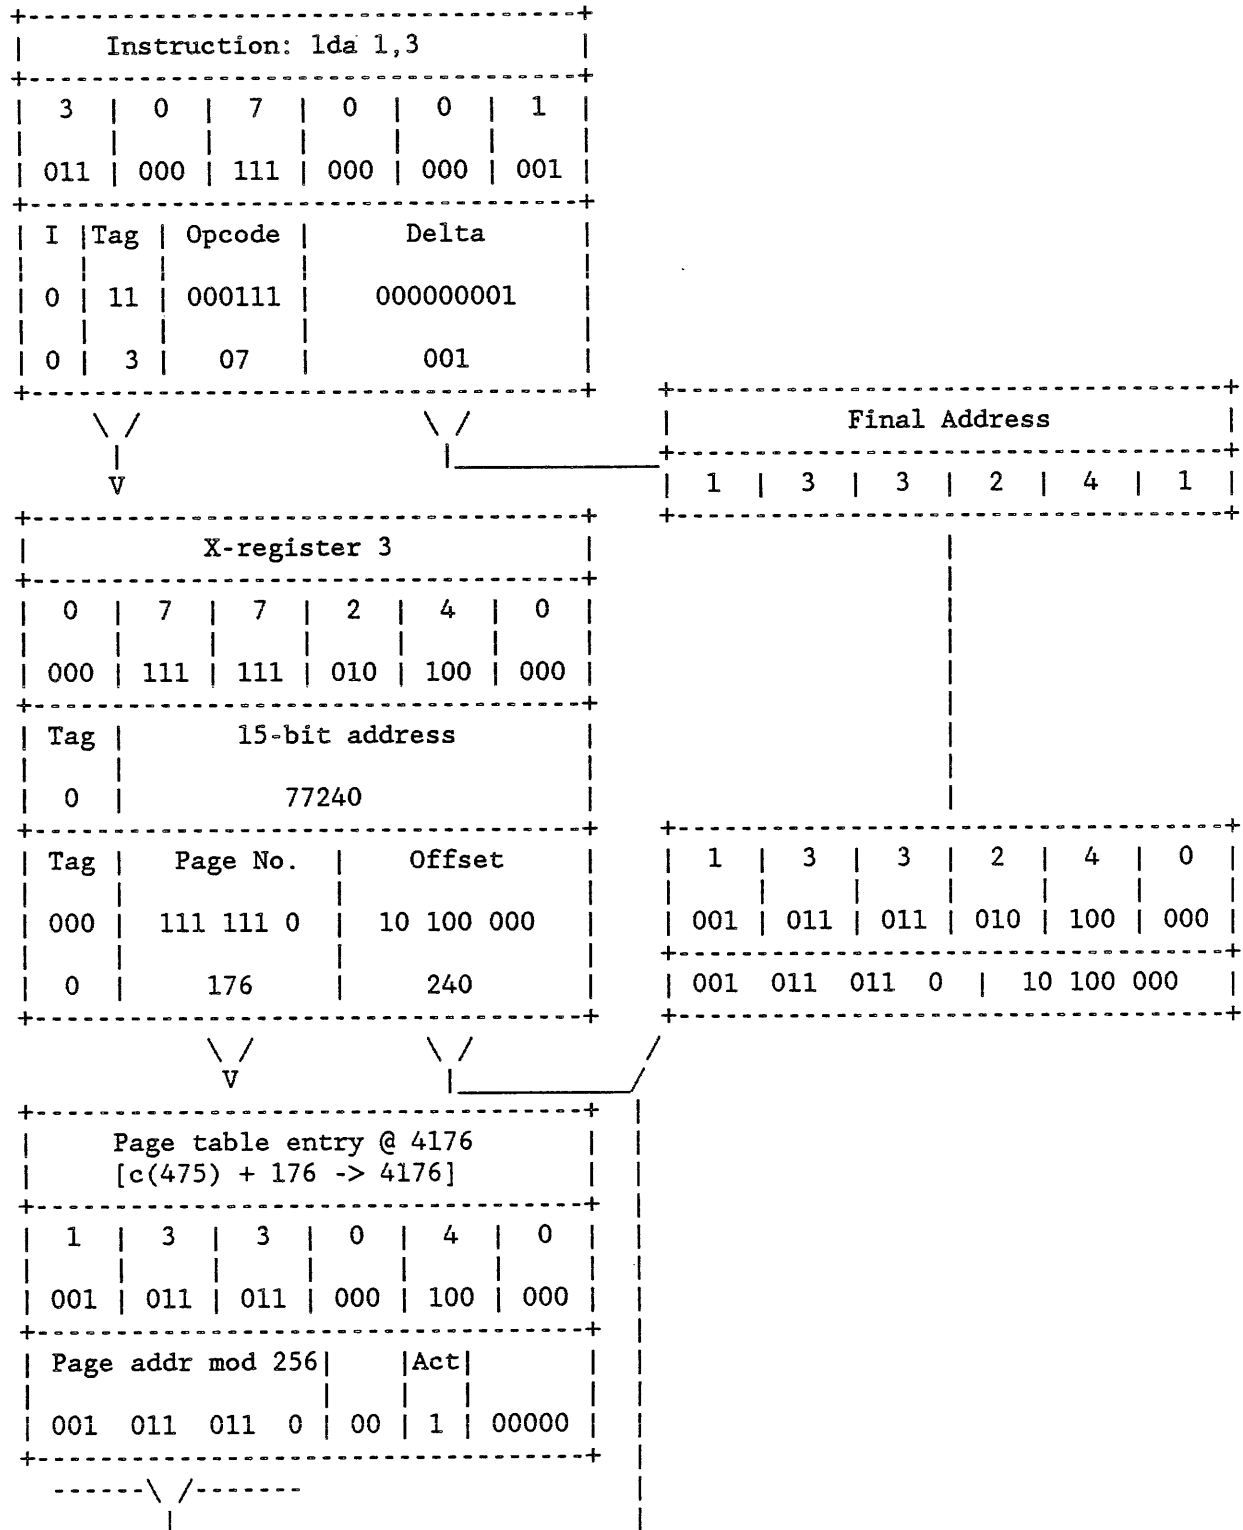 Instruction: lda 1,3
| 3 | 0 | 7 | 0 | 0 | 1 |
| 011 | 000 | 111 | 000 | 000 | 001 |
| I |Tag | Opcode | Delta |
| 0 | 11 | 000111 | 000000001 |
| 0 | 3 | 07 | 001 |
V
Final Address
| 1 | 3 | 3 | 2 | 4 | 1 |
X-register 3
| 0 | 7 | 7 | 2 | 4 | 0 |
| 000 | 111 | 111 | 010 | 100 | 000 |
| Tag | 15-bit address |
| 0 | 77240 |
| Tag | Page No. | Offset |
| 000 | 111 111 0 | 10 100 000 |
| 0 | 176 | 240 |
V
| 1 | 3 | 3 | 2 | 4 | 0 |
| 001 | 011 | 011 | 010 | 100 | 000 |
| 001 011 011 0 | 10 100 000 |
Page table entry @ 4176
[c(475) + 176 -> 4176]
| 1 | 3 | 3 | 0 | 4 | 0 |
| 001 | 011 | 011 | 000 | 100 | 000 |
| Page addr mod 256| |Act| |
| 001 011 011 0 | 00 | 1 | 00000 |